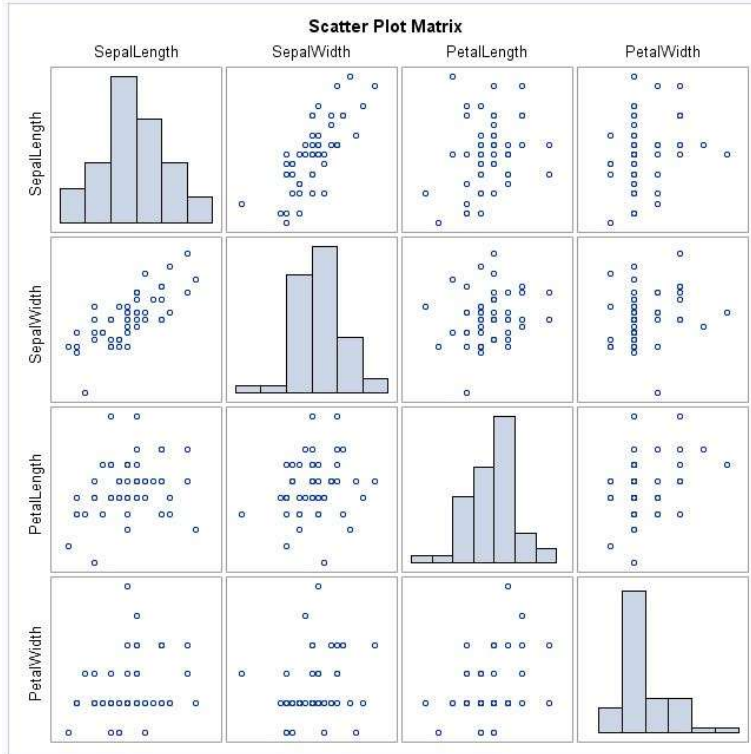 Scatter Plot Matrix
SepalLength SepalWidth PetalLength PetalWidth
SepalLength
SepalWidth
PetalLength
PetalWidth